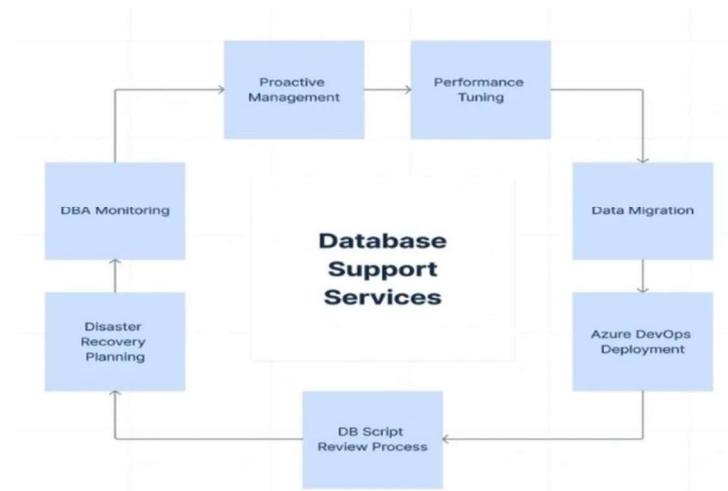 Proactive
Management
Performance
Tuning
DBA Monitoring
Data Migration
Database
Support
Services
Disaster
Recovery
Planning
Azure DevOps
Deployment
DB Script
Review Process